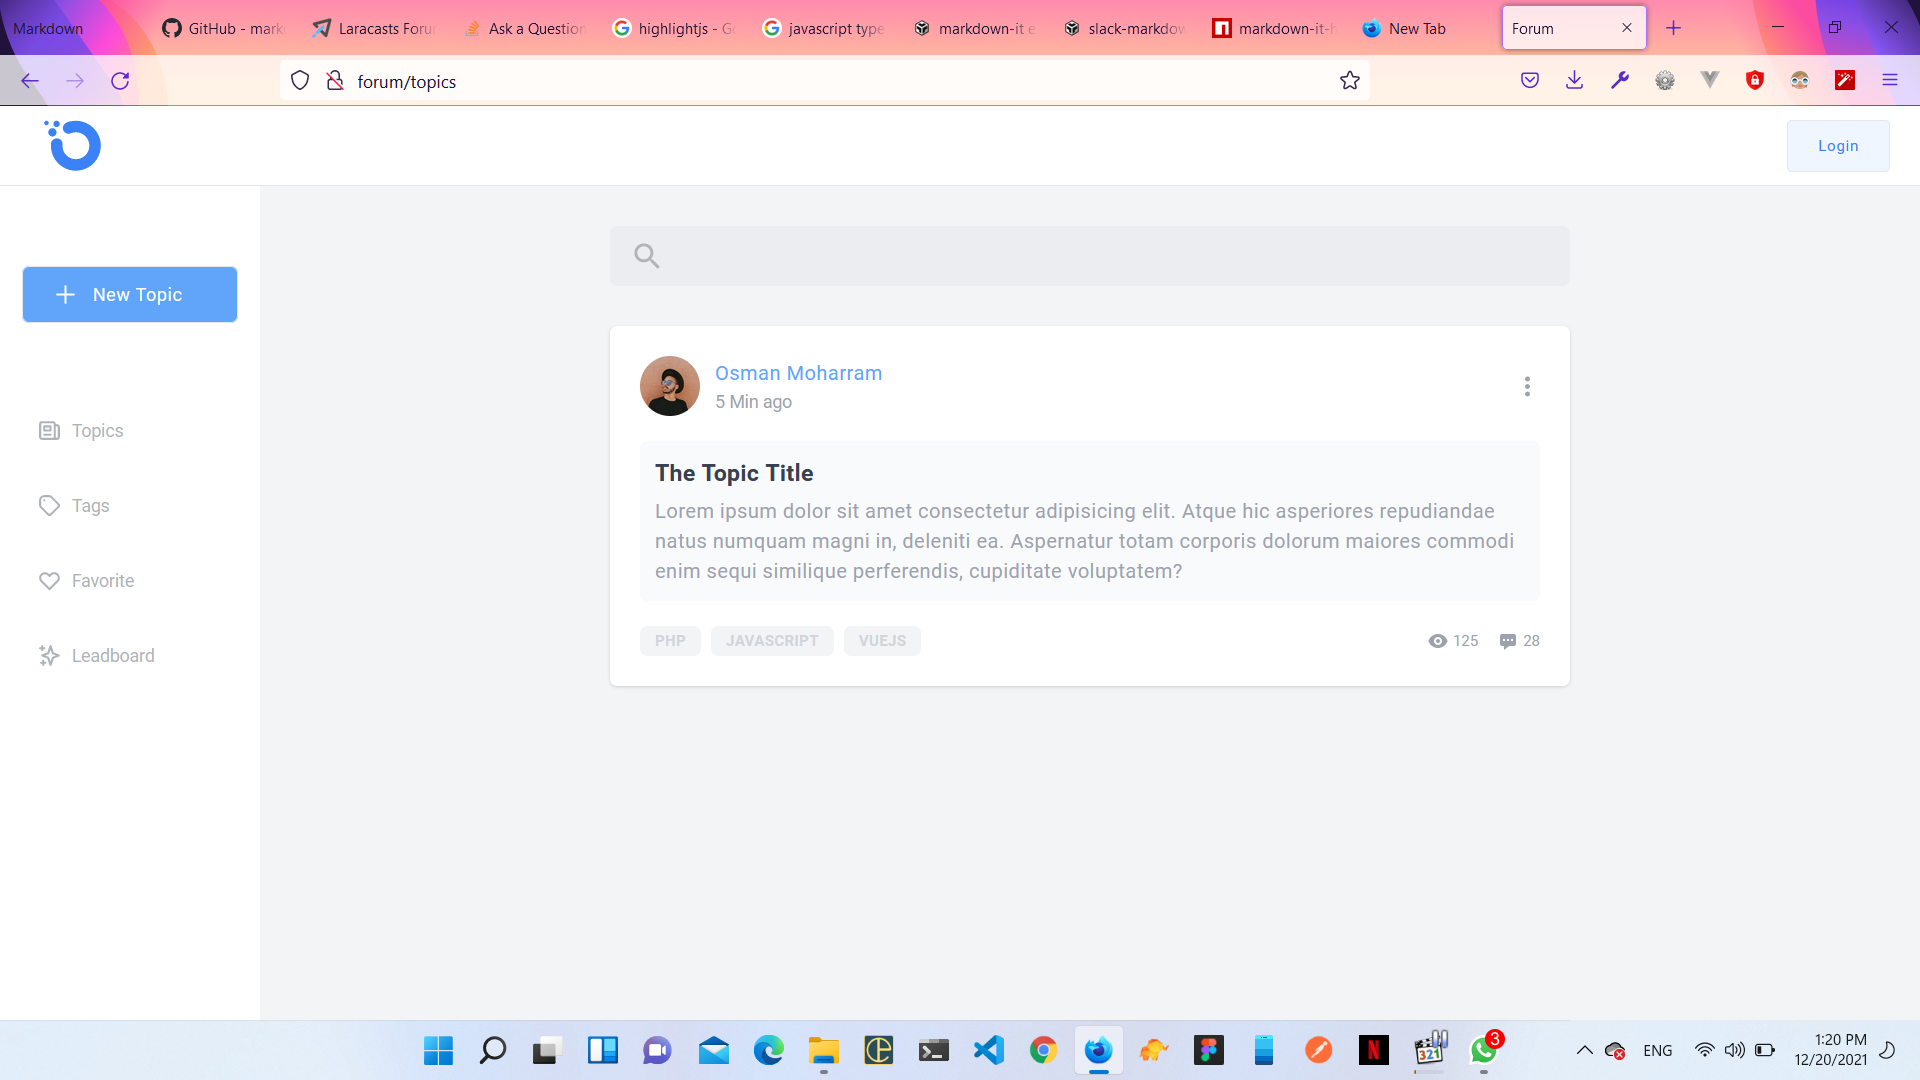 Markdown
GitHub - mark
Laracasts Foru
Ask a Question
highlightjs - Go
javascript type
markdown-it e
slack-markdow
markdown-it-h
New Tab
Forum
forum/topics
Login
New Topic
Topics
Tags
Favorite
Leadboard
Osman Moharram
5 Min ago
The Topic Title
Lorem ipsum dolor sit amet consectetur adipisicing elit. Atque hic asperiores repudiandae
natus numquam magni in, deleniti ea. Aspernatur totam corporis dolorum maiores commodi
enim sequi similique perferendis, cupiditate voluptatem?
PHP JAVASCRIPT VUEJS
125 28
321
3
ENG
1:20 PM
12/20/2021